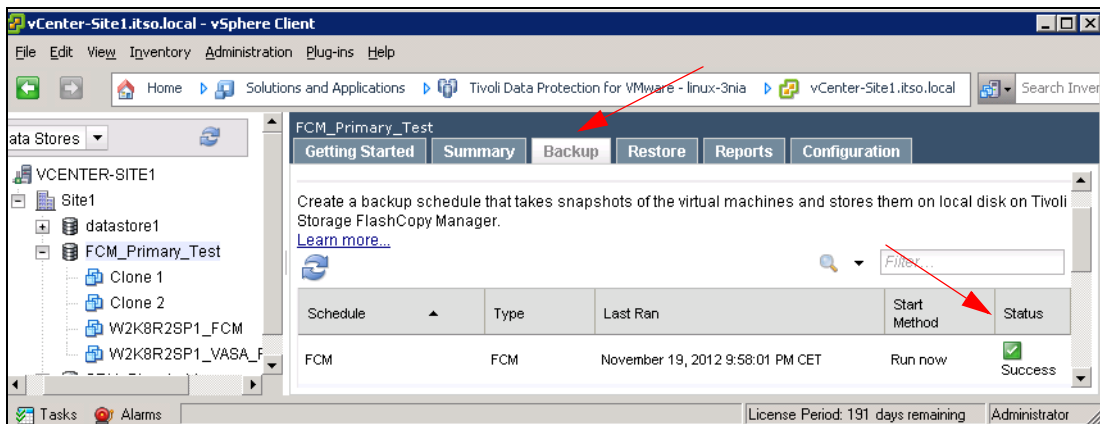 vCenter-Site1.itso.local - vSphere Client
File Edit View Inventory Administration Plug-ins Help
Home Solutions and Applications Tivoli Data Protection for VMware - linux-3nia vCenter-Site1.itso.local Search Inver
ata Stores
VCENTER-SITE1
Site1
datastore1
FCM_Primary_Test
Clone 1
Clone 2
W2K8R2SP1_FCM
W2K8R2SP1_VASA_F
FCM_Primary_Test
Getting Started Summary Backup Restore Reports Configuration
Create a backup schedule that takes snapshots of the virtual machines and stores them on local disk on Tivoli
Storage FlashCopy Manager.
Learn more...
Filter...
Schedule Type Last Ran Start Method Status
FCM FCM November 19, 2012 9:58:01 PM CET Run now Success
Tasks Alarms License Period: 191 days remaining Administrator